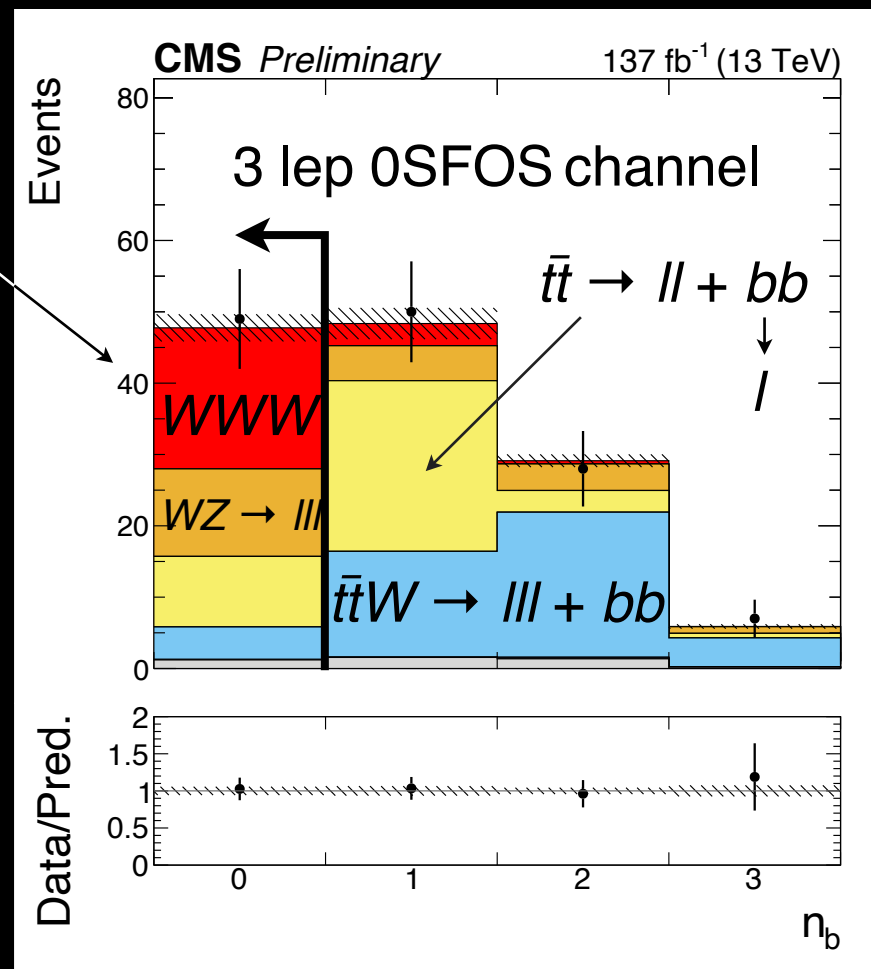 CMS Preliminary 137 fb⁻¹ (13 TeV)
Events
80
60
40
20
0
3 lep 0SFOS channel
t̄t → ll + bb
l
WWW
WZ → lll
t̄tW → lll + bb
Data/Pred.
2
1.5
1
0.5
0
0 1 2 3
n_b